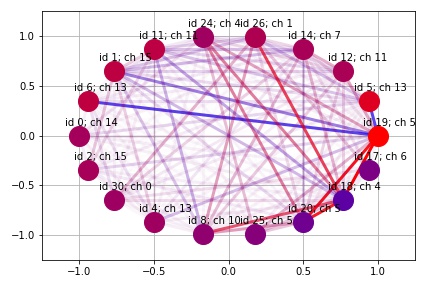 id 24; ch 4
id 26; ch 1
id 11; ch 11
id 14; ch 7
id 1; ch 15
id 12; ch 11
id 6; ch 13
id 5; ch 13
id 0; ch 14
id 19; ch 5
id 2; ch 15
id 17; ch 6
id 30; ch 0
id 18; ch 4
id 4; ch 13
id 8; ch 10
id 25; ch 5
id 20; ch 5
1.0
0.5
0.0
−0.5
−1.0
−1.0 −0.5 0.0 0.5 1.0